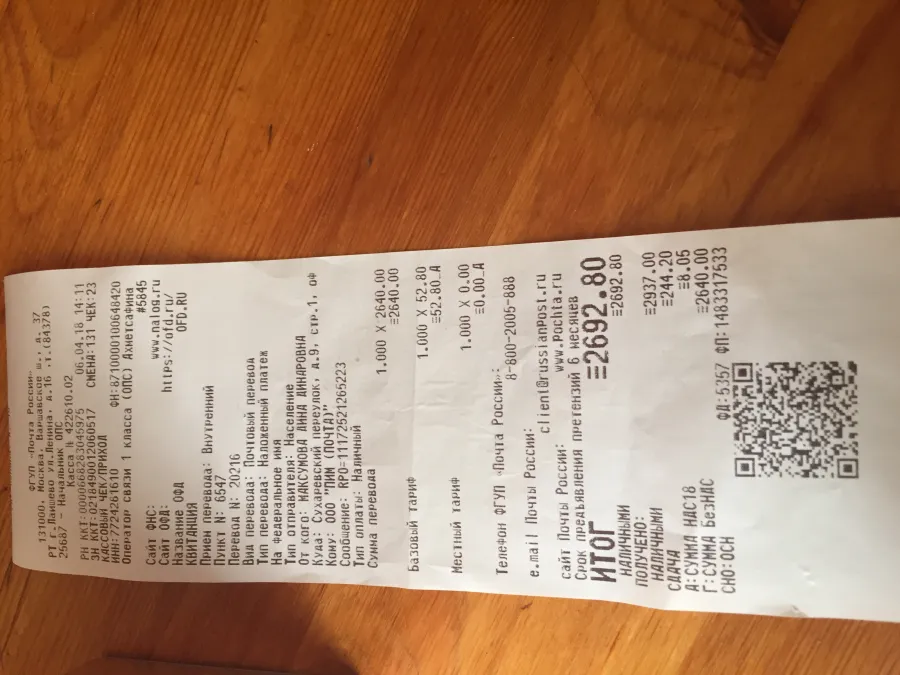 ФГУП «Почта России»
131000, Москва, Варшавское ш., д. 37
РТ г.Лаишево ул.Ленина, д.16 ,т.(84378)
25687 - Начальник ОПС
Касса № 422610.02
РН ККТ:0000668283045975 06.04.18 14:11
ЗН ККТ:0218490012060517 СМЕНА:131 ЧЕК:23
КАССОВЫЙ ЧЕК/ПРИХОД
ИНН:7724261610 ФН:8710000100648420
Оператор связи 1 класса (ОПС) Ахметсафина
#5845
Сайт ФНС: www.nalog.ru
Сайт ОФД: https://ofd.ru/
Название ОФД OFD.RU
КВИТАНЦИЯ
Прием перевода: Внутренний
Пункт N: 6547
Перевод N: 20216
Вид перевода: Почтовый перевод
Тип перевода: Наложенный платеж
На Федеральное имя
Тип отправителя: Население
От кого: МАКСУМОВА АННА ДИНАРОВНА
Куда: Сухаревский переулок, д.9, стр.1, оф
Кому: ООО "ПИМ (ПОЧТА)"
Сообщение: RPO=11172521265223
Тип оплаты: Наличный
Сумма перевода
1.000 X 2640.00
≡2640.00
Базовый тариф
1.000 X 52.80
≡52.80_А
Местный тариф
1.000 X 0.00
≡0.00_А
Телефон ФГУП «Почта России»:
8-800-2005-888
e.mail Почты России:
client@russianPost.ru
сайт Почты России: www.pochta.ru
Срок предъявления претензий 6 месяцев
ИТОГ ≡2692.80
НАЛИЧНЫМИ ≡2692.80
ПОЛУЧЕНО:
НАЛИЧНЫМИ ≡2937.00
СДАЧА ≡244.20
А:СУММА НДС18 ≡8.05
Г:СУММА БезНДС ≡2640.00
СНО:ОСН ФД:5357 ФП:1483317533